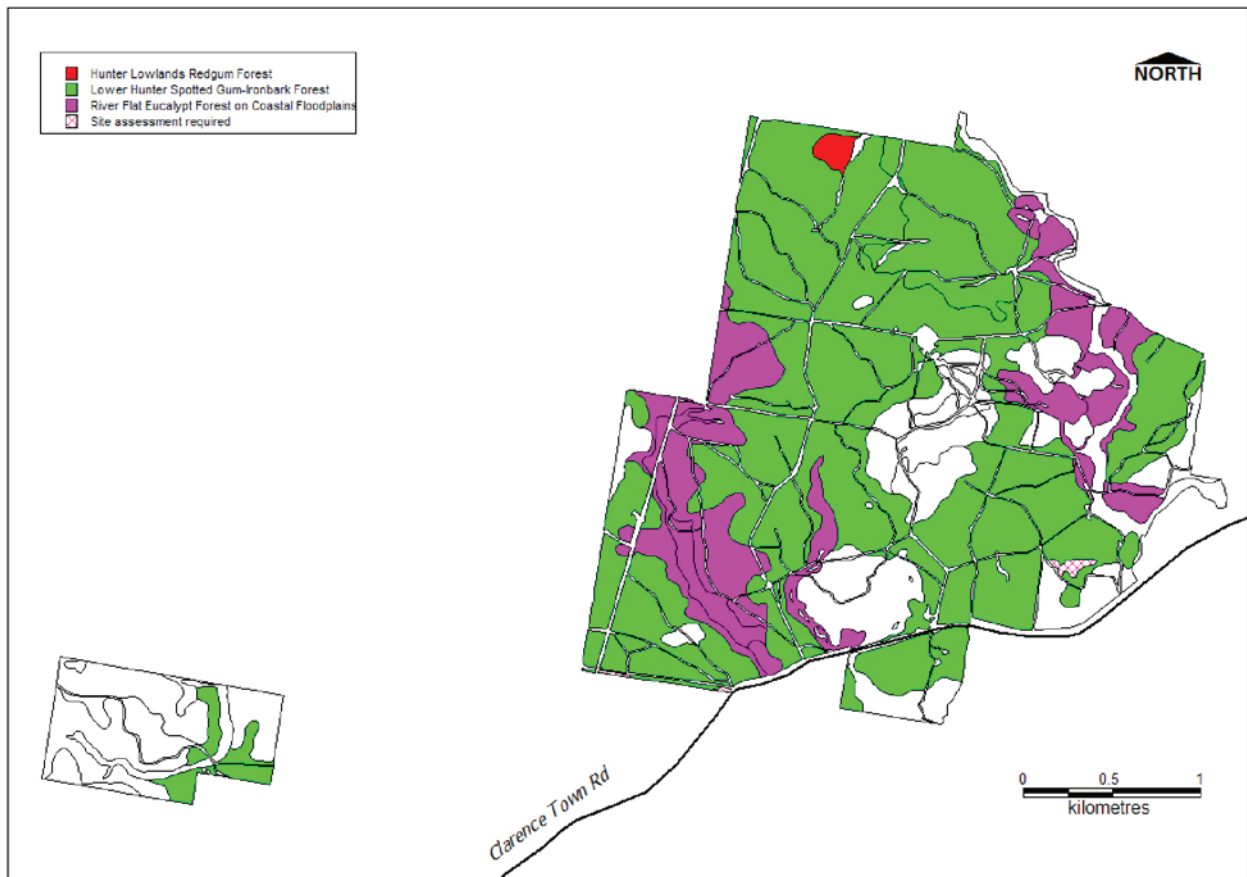 Hunter Lowlands Redgum Forest
Lower Hunter Spotted Gum-Ironbark Forest
River Flat Eucalypt Forest on Coastal Floodplains
Site assessment required
NORTH
Clarence Town Rd
0 0.5 1
kilometres